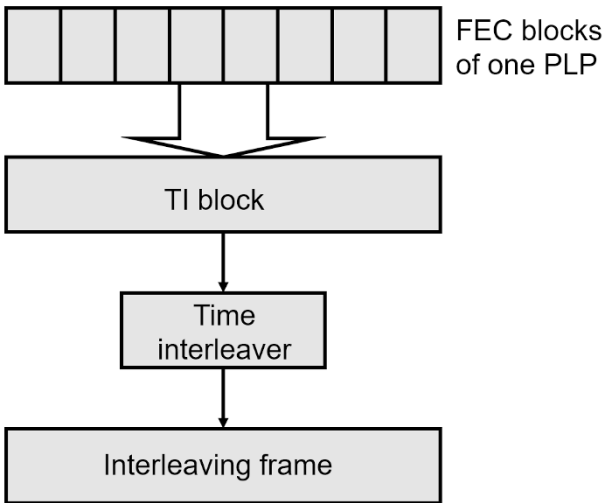 FEC blocks
of one PLP
TI block
Time
interleaver
Interleaving frame